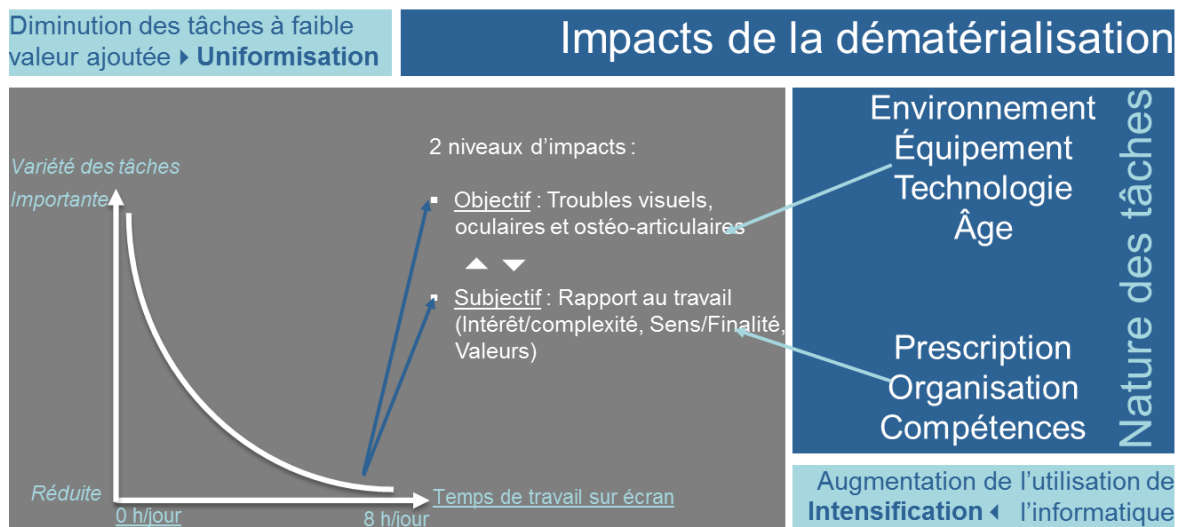 Diminution des tâches à faible
valeur ajoutée ▸ Uniformisation
Impacts de la dématérialisation
Variété des tâches
Importante
Réduite
0 h/jour
8 h/jour
Temps de travail sur écran
2 niveaux d’impacts :
▪ Objectif : Troubles visuels,
oculaires et ostéo-articulaires
▪ Subjectif : Rapport au travail
(Intérêt/complexité, Sens/Finalité,
Valeurs)
Environnement
Équipement
Technologie
Âge
Prescription
Organisation
Compétences
Nature des tâches
Augmentation de l’utilisation de
Intensification ◂ l’informatique